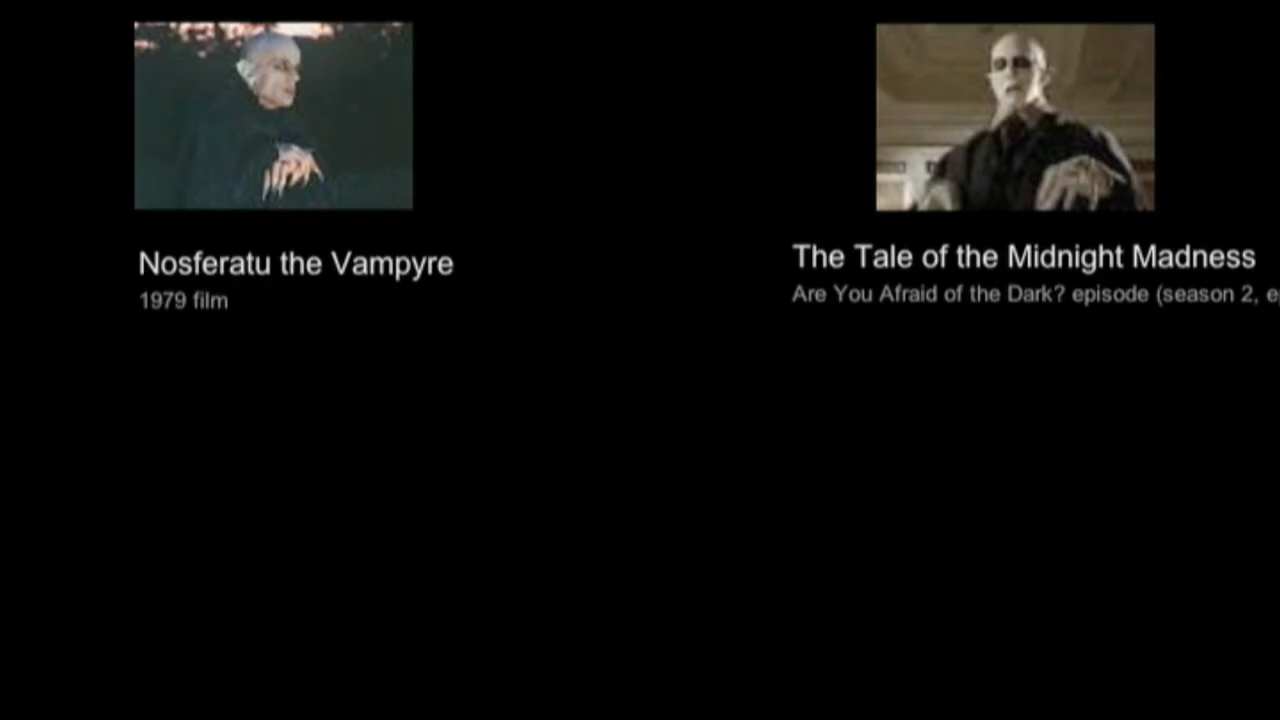 Nosferatu the Vampyre
1979 film
The Tale of the Midnight Madness
Are You Afraid of the Dark? episode (season 2,